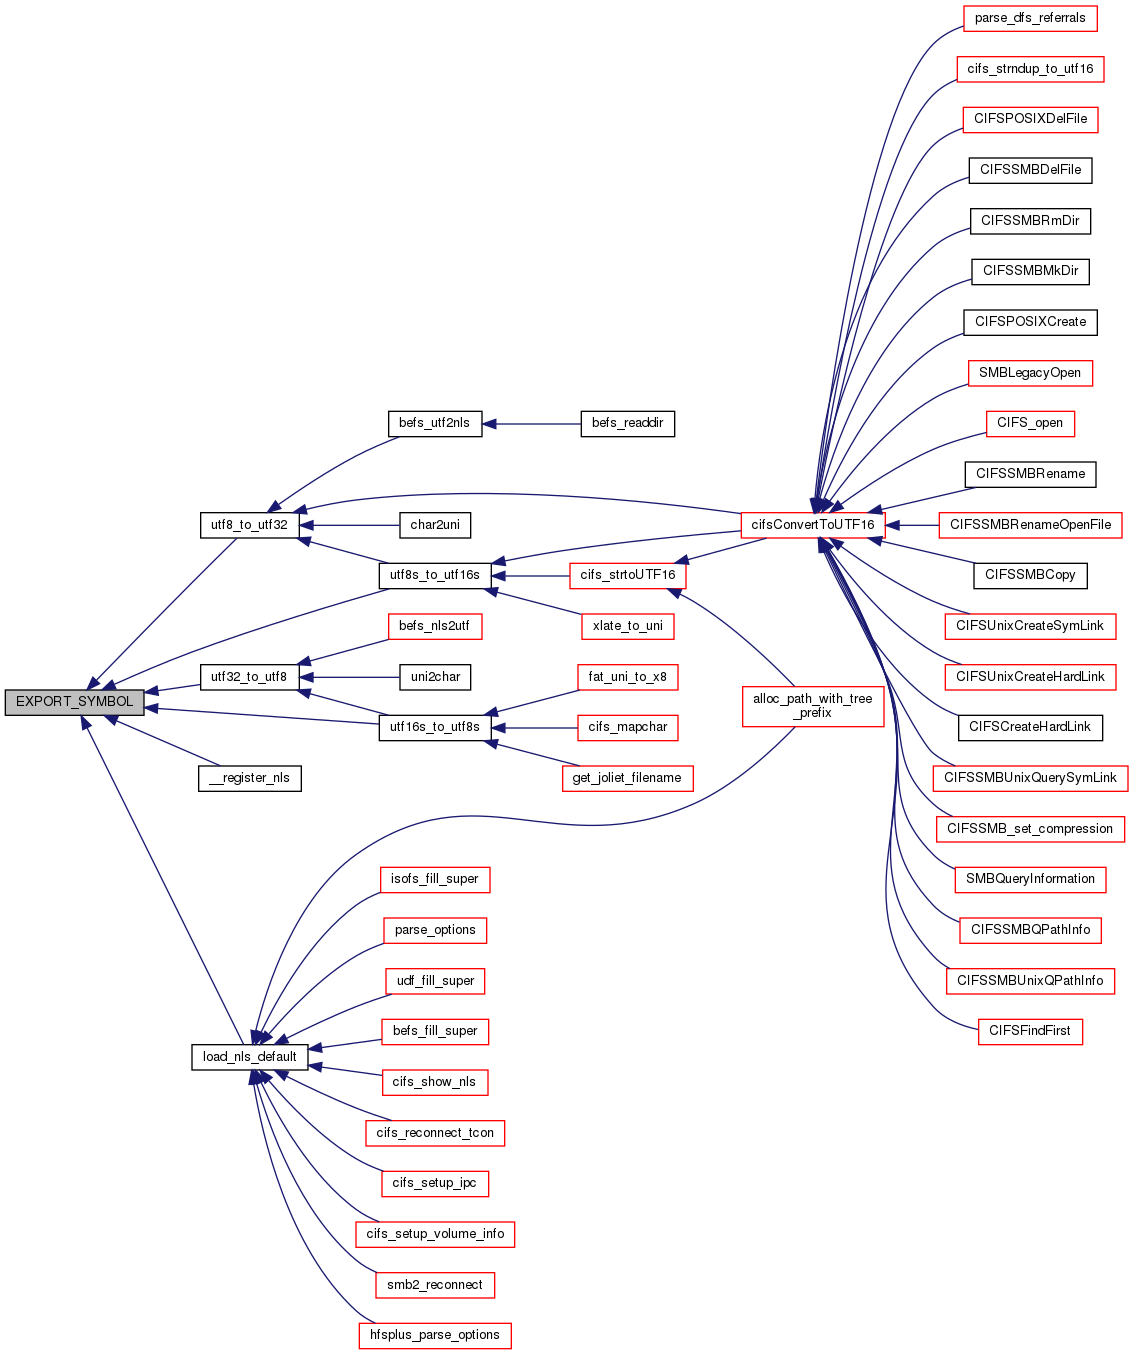 parse_dfs_referrals
cifs_strndup_to_utf16
CIFSPOSIXDelFile
CIFSSMBDelFile
CIFSSMBRmDir
CIFSSMBMkDir
CIFSPOSIXCreate
SMBLegacyOpen
befs_utf2nls
befs_readdir
CIFS_open
CIFSSMBRename
utf8_to_utf32
char2uni
cifsConvertToUTF16
CIFSSMBRenameOpenFile
utf8s_to_utf16s
cifs_strtoUTF16
CIFSSMBCopy
befs_nls2utf
xlate_to_uni
CIFSUnixCreateSymLink
utf32_to_utf8
uni2char
fat_uni_to_x8
CIFSUnixCreateHardLink
EXPORT_SYMBOL
alloc_path_with_tree
_prefix
utf16s_to_utf8s
cifs_mapchar
CIFSCreateHardLink
__register_nls
get_joliet_filename
CIFSSMBUnixQuerySymLink
CIFSSMB_set_compression
isofs_fill_super
SMBQueryInformation
parse_options
CIFSSMBQPathInfo
udf_fill_super
CIFSSMBUnixQPathInfo
befs_fill_super
CIFSFindFirst
load_nls_default
cifs_show_nls
cifs_reconnect_tcon
cifs_setup_ipc
cifs_setup_volume_info
smb2_reconnect
hfsplus_parse_options